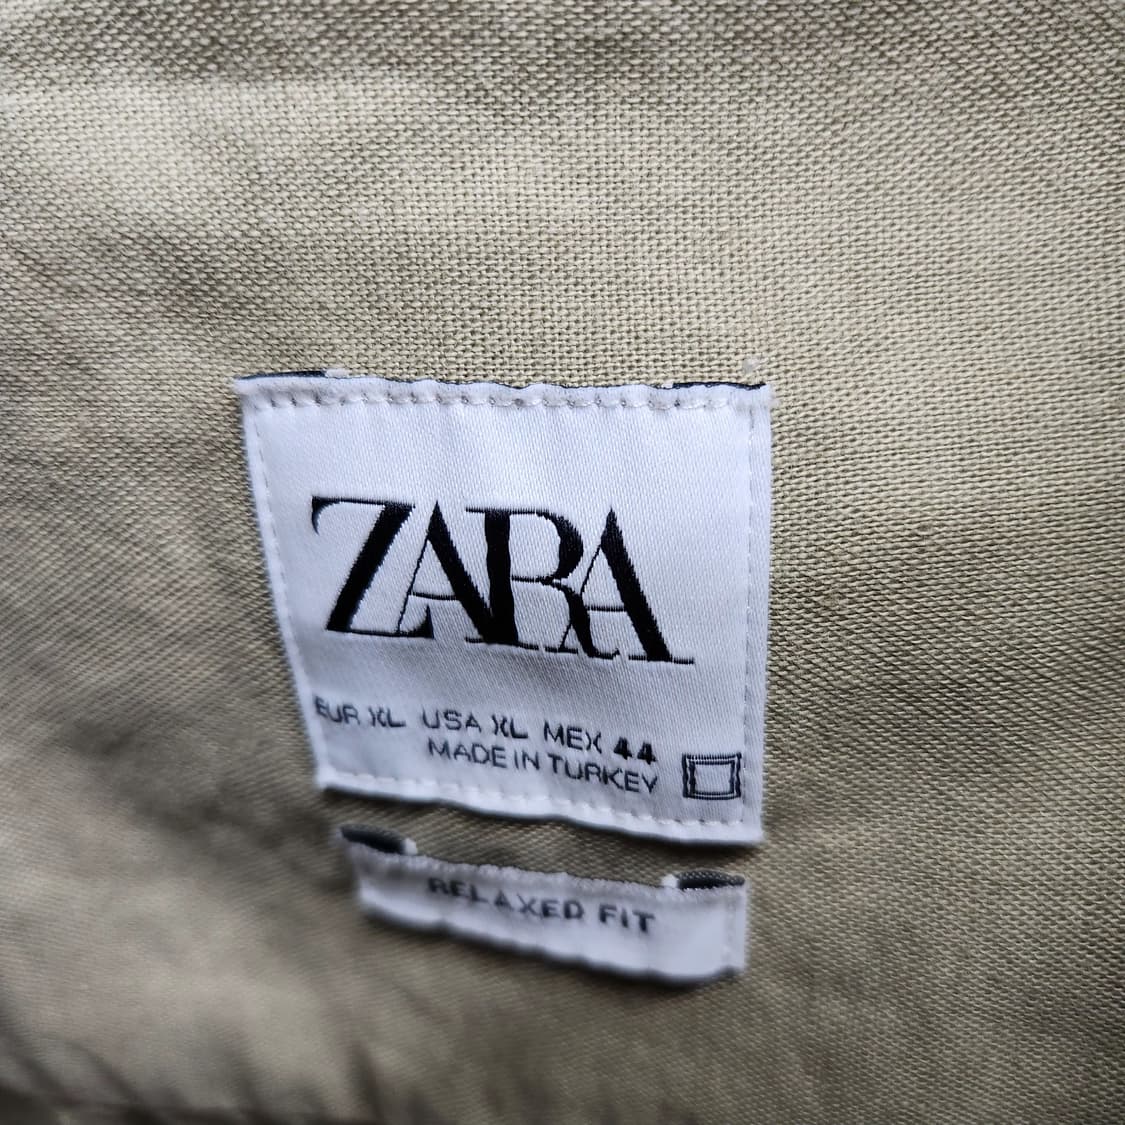 ZARA
EUR XL USA XL MEX 44
MADE IN TURKEY
RELAXED FIT